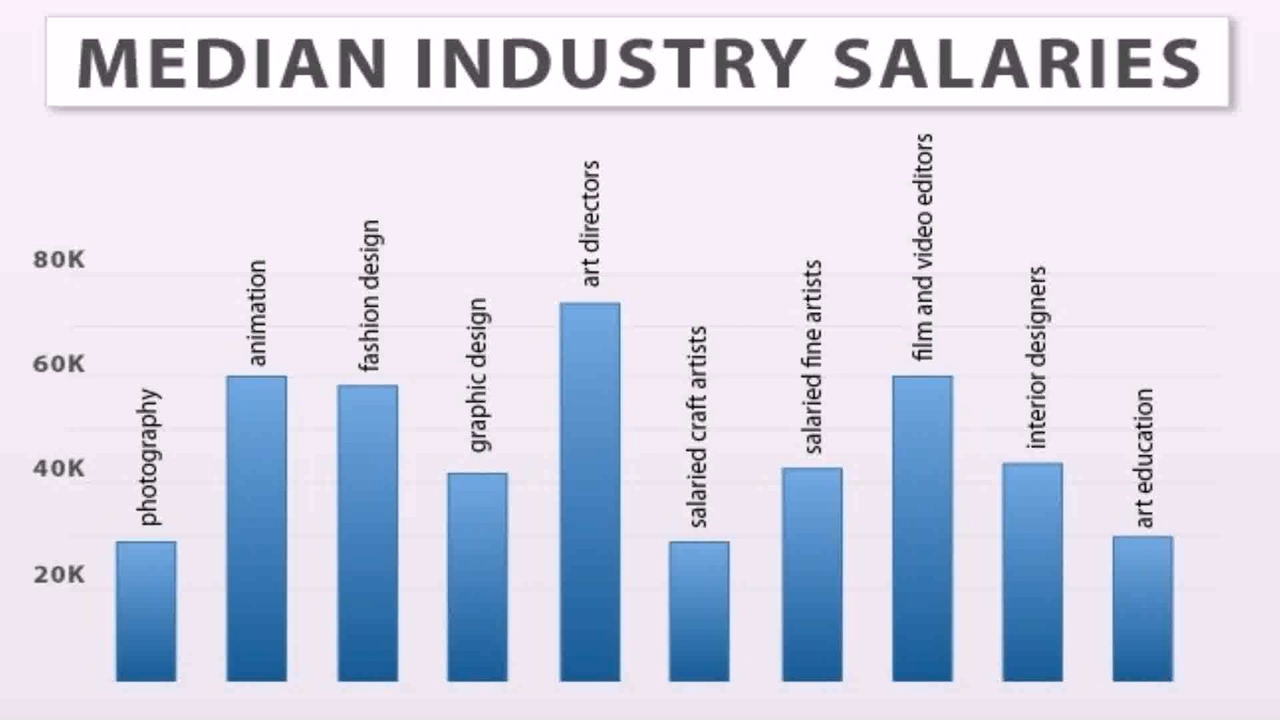 MEDIAN INDUSTRY SALARIES
80K
60K
40K
20K
photography
animation
fashion design
graphic design
art directors
salaried craft artists
salaried fine artists
film and video editors
interior designers
art education